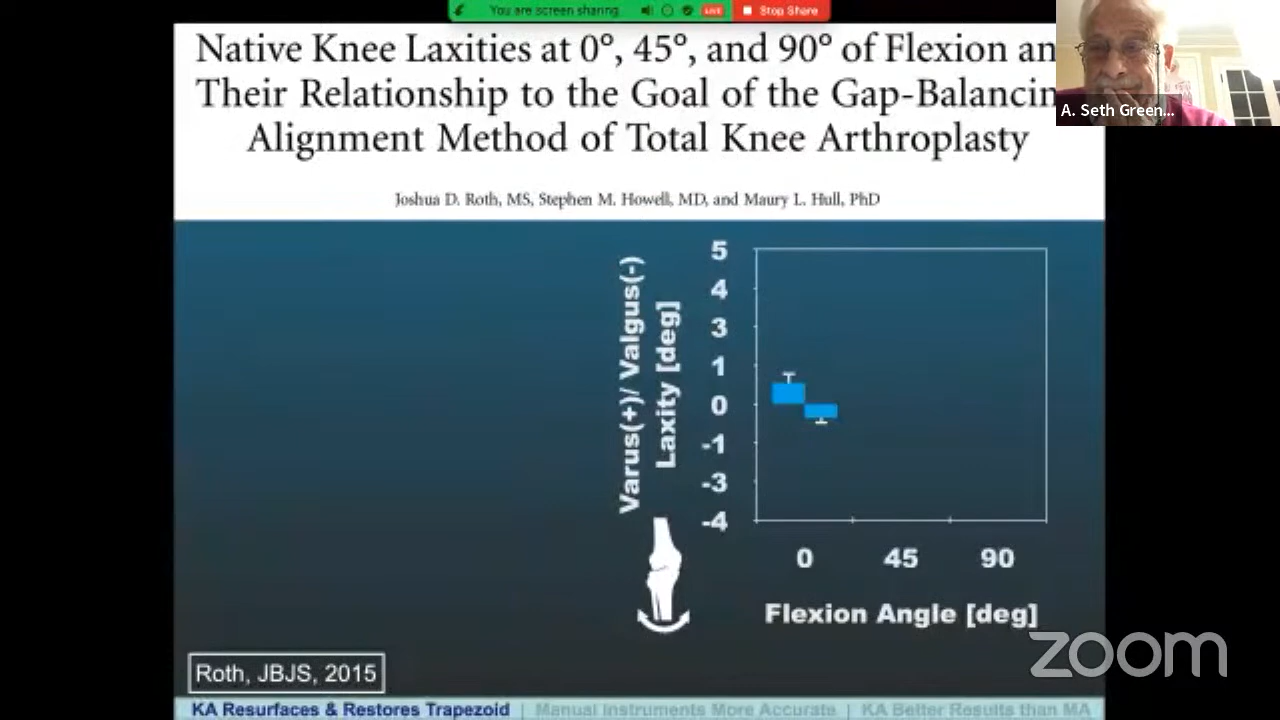 You are screen sharing
LIVE
Stop Share
Native Knee Laxities at 0°, 45°, and 90° of Flexion an
Their Relationship to the Goal of the Gap-Balancin
Alignment Method of Total Knee Arthroplasty
A. Seth Green...
Joshua D. Roth, MS, Stephen M. Howell, MD, and Maury L. Hull, PhD
Varus(+)/ Valgus(-)
Laxity [deg]
5
4
3
1
0
-1
-3
-4
0 45 90
Flexion Angle [deg]
zoom
Roth, JBJS, 2015
KA Resurfaces & Restores Trapezoid | Manual Instruments More Accurate | KA Better Results than MA